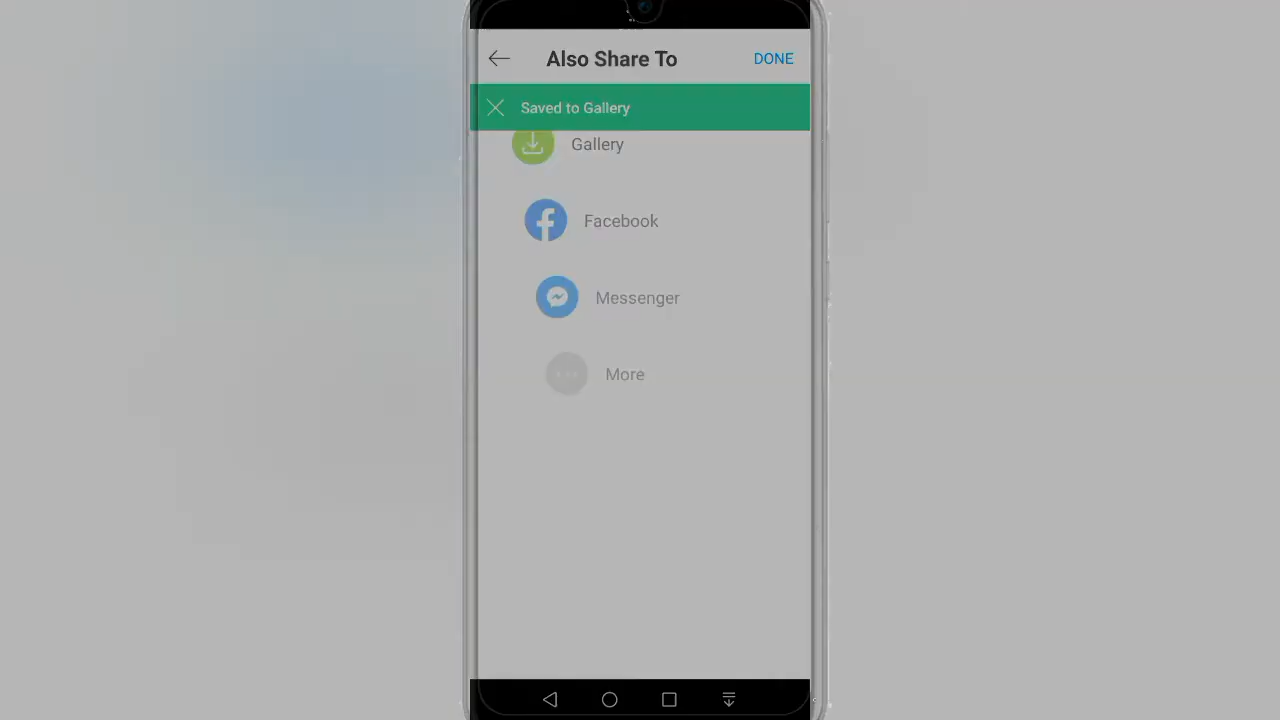 Also Share To
DONE
Saved to Gallery
Gallery
Facebook
Messenger
More